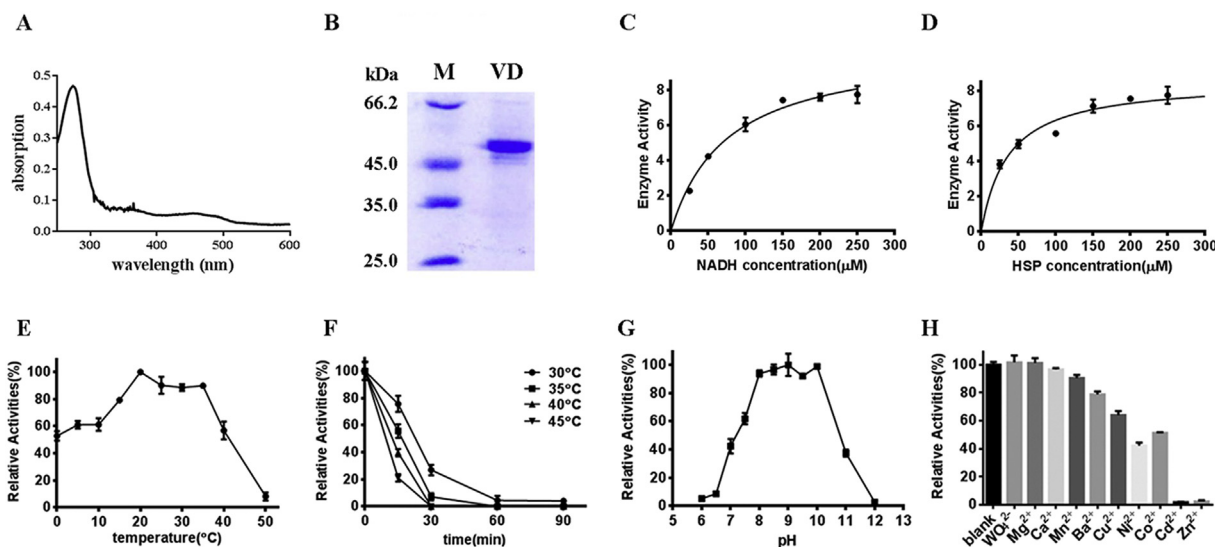 A
B
C
D
absorption
0.5
0.4
0.3
0.2
0.1
0.0
300
400
500
600
wavelength (nm)
kDa
M
VD
66.2
45.0
35.0
25.0
Enzyme Activity
8
6
4
2
0
0
50
100
150
200
250
300
NADH concentration(μM)
Enzyme Activity
8
6
4
2
0
0
50
100
150
200
250
300
HSP concentration(μM)
E
F
G
H
Relative Activities(%)
100
80
60
40
20
0
0
10
20
30
40
50
temperature(°C)
Relative Activities(%)
100
80
60
40
20
0
0
30
60
90
time(min)
30°C
35°C
40°C
45°C
Relative Activities(%)
100
80
60
40
20
0
5
6
7
8
9
10
11
12
13
pH
Relative Activities(%)
100
80
60
40
20
0
blank
WO₄²⁻
Mg²⁺
Ca²⁺
Mn²⁺
Ba²⁺
Cu²⁺
Ni²⁺
Co²⁺
Cd²⁺
Zn²⁺